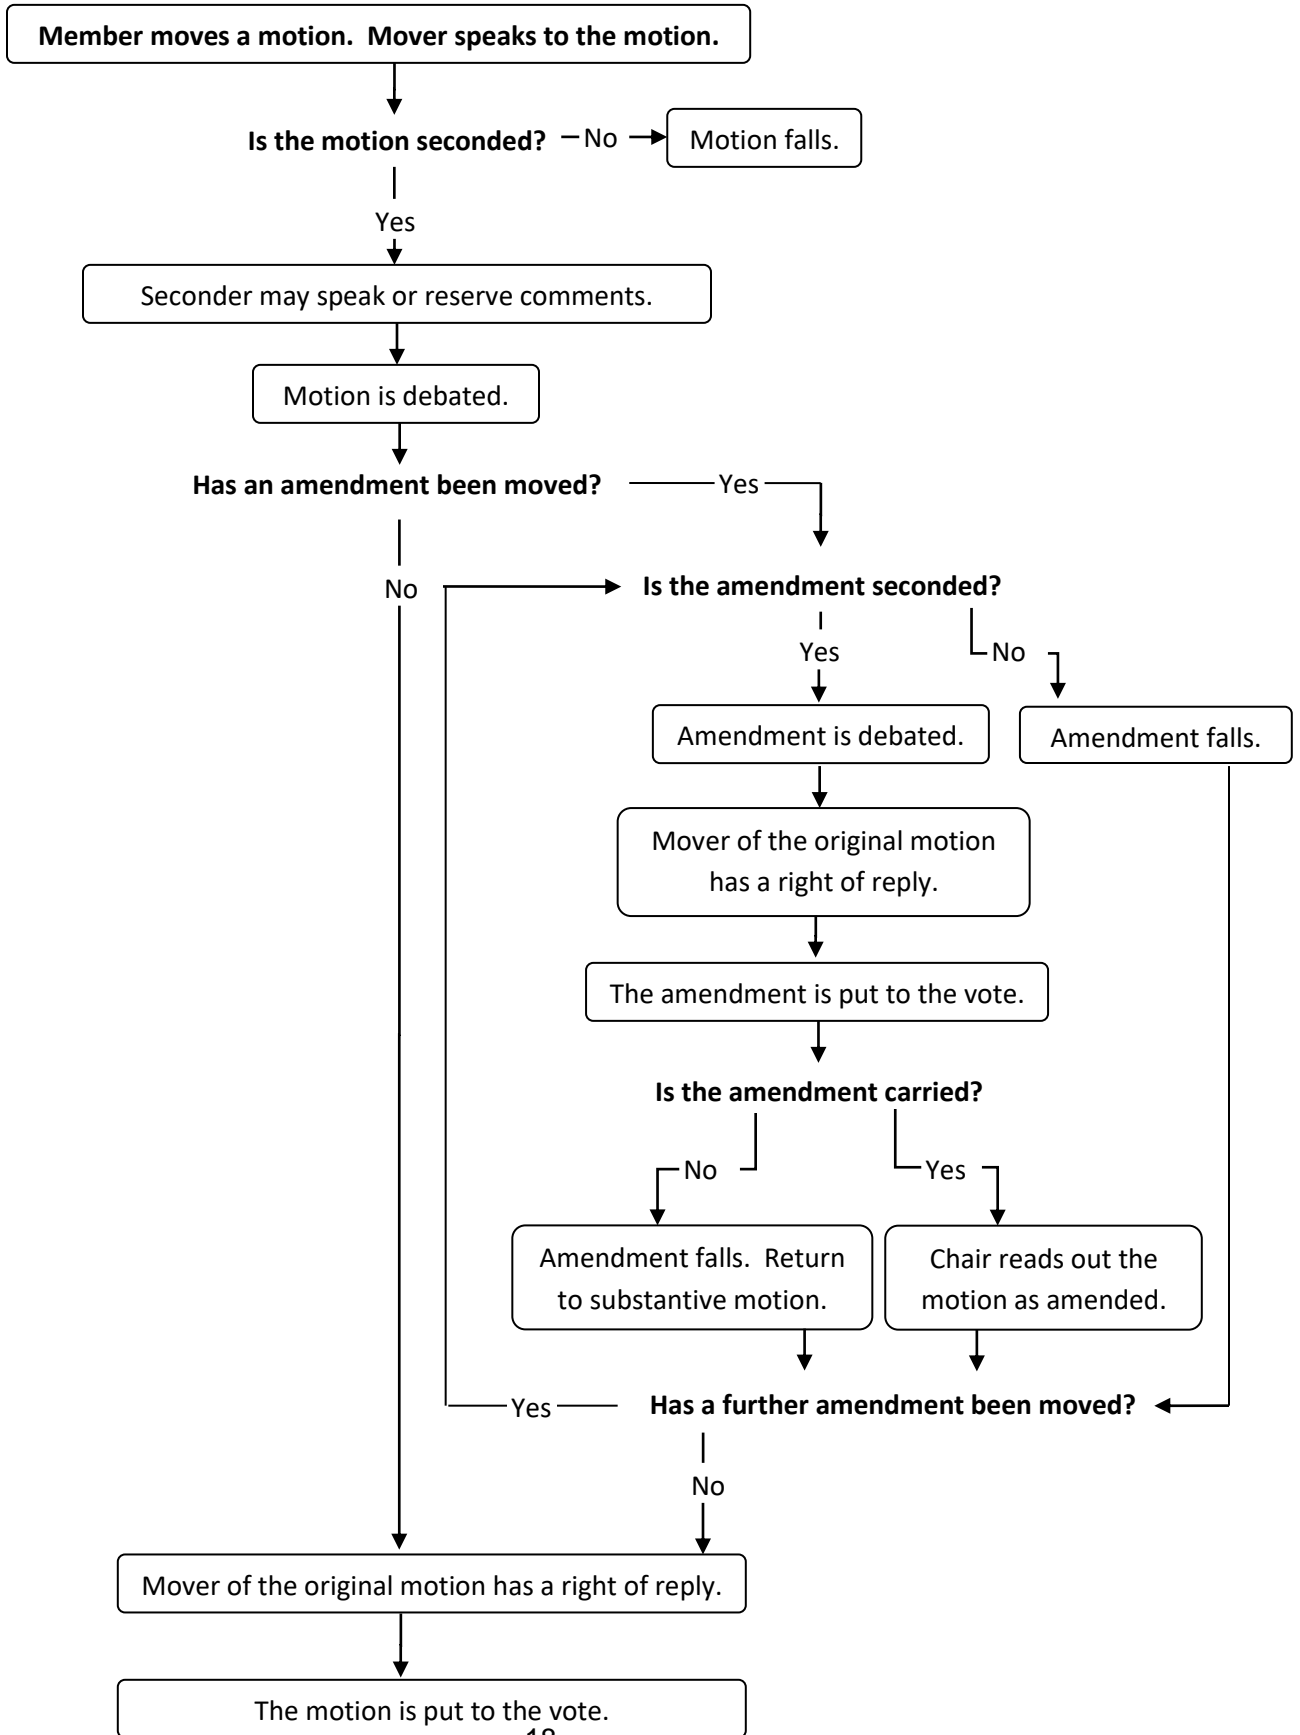 Member moves a motion.  Mover speaks to the motion.
Is the motion seconded?
No
Motion falls.
Yes
Seconder may speak or reserve comments.
Motion is debated.
Has an amendment been moved?
Yes
No
Is the amendment seconded?
Yes
No
Amendment is debated.
Amendment falls.
Mover of the original motion
has a right of reply.
The amendment is put to the vote.
Is the amendment carried?
No
Yes
Amendment falls.  Return
to substantive motion.
Chair reads out the
motion as amended.
Yes
Has a further amendment been moved?
No
Mover of the original motion has a right of reply.
The motion is put to the vote.